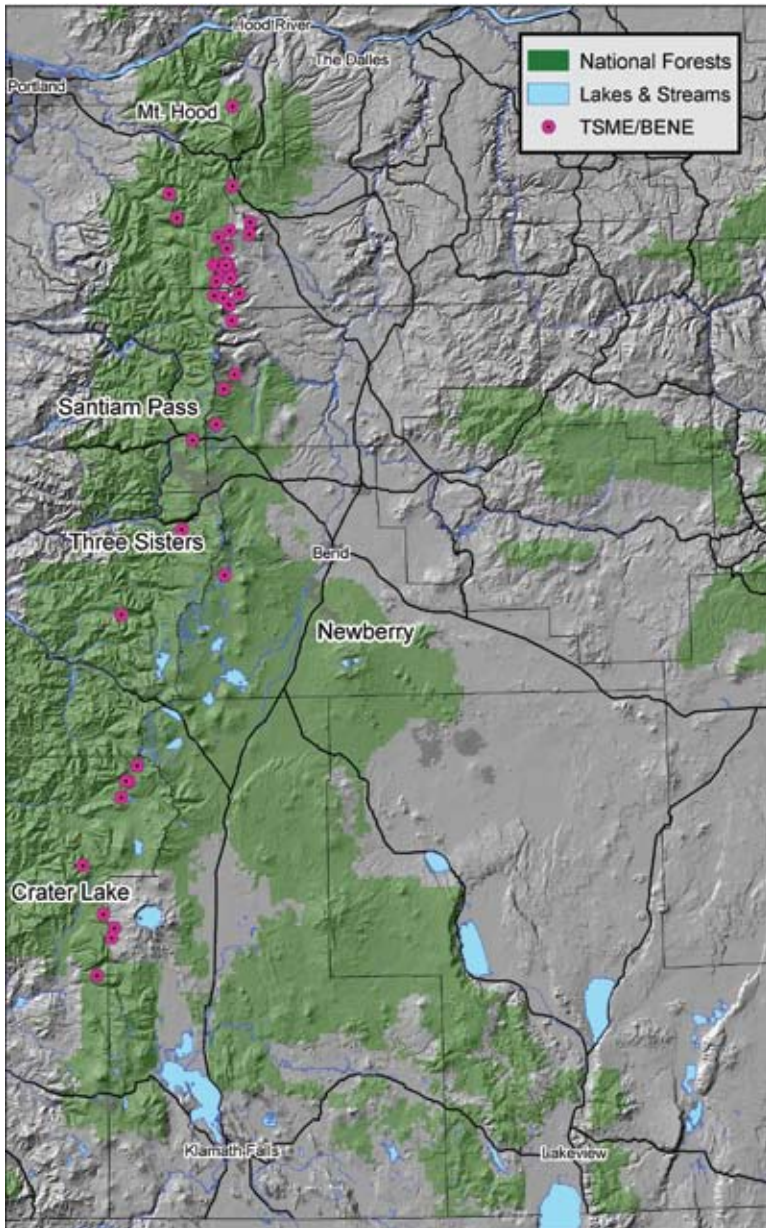 Hood River
The Dalles
Portland
Mt. Hood
National Forests
Lakes & Streams
TSME/BENE
Santiam Pass
Three Sisters
Bend
Newberry
Crater Lake
Klamath Falls
Lakeview